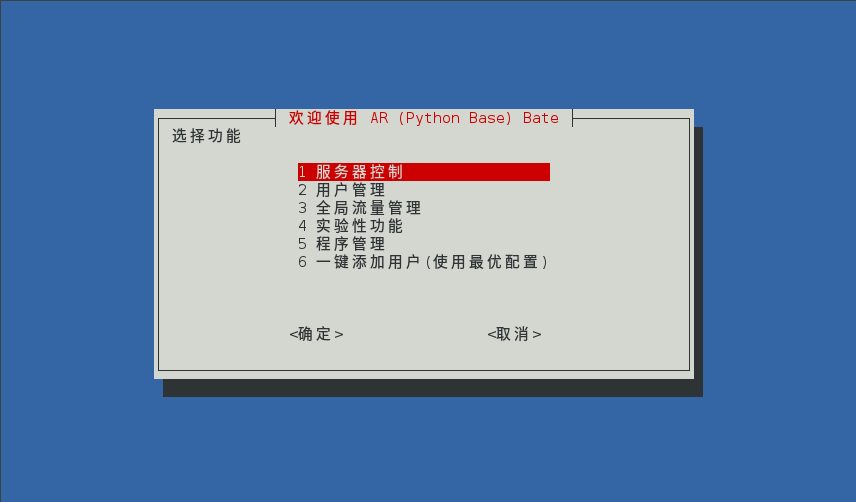 欢迎使用 AR (Python Base) Bate
选择功能
1 服务器控制
2 用户管理
3 全局流量管理
4 实验性功能
5 程序管理
6 一键添加用户(使用最优配置)
<确定> <取消>